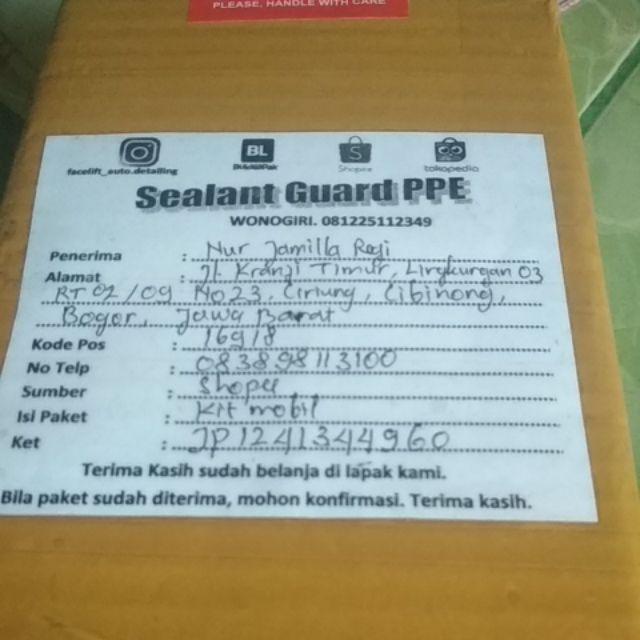 PLEASE, HANDLE WITH CARE
facelift_auto.detailing
BL
BukaLapak
Shopee
tokopedia
Sealant Guard PPE
WONOGIRI. 081225112349
Penerima : Nur Jamilla Regi
Alamat : Jl. Kranji Timur, Lingkungan 03
RT 02/09 No 23, Ciriung, Cibinong,
Bogor, Jawa Barat
Kode Pos : 16918
No Telp : 083898113100
Sumber : Shopee
Isi Paket : Kit mobil
Ket : JP1241344960
Terima Kasih sudah belanja di lapak kami.
Bila paket sudah diterima, mohon konfirmasi. Terima kasih.